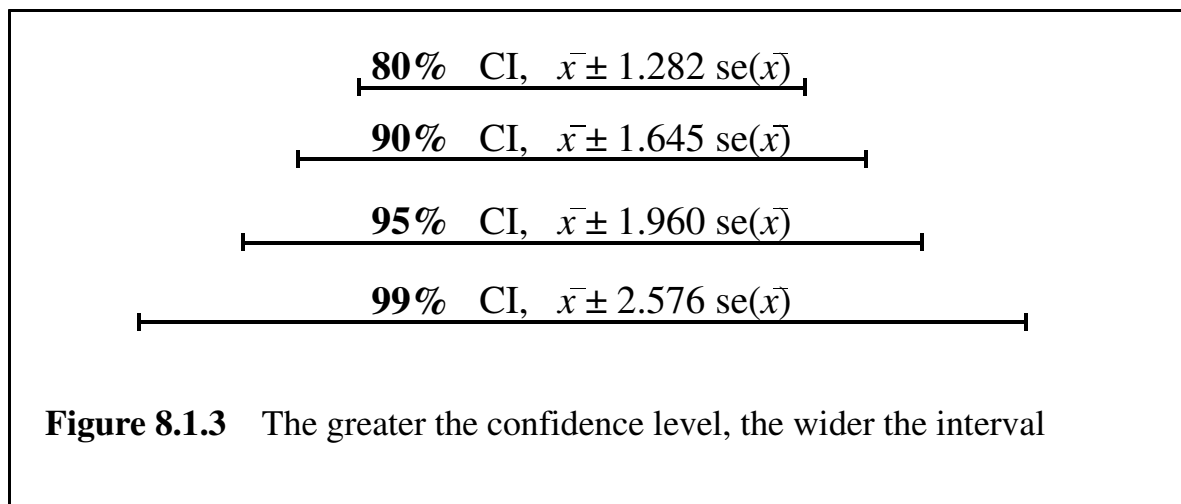 80% CI, x̄ ± 1.282 se(x̄)
90% CI, x̄ ± 1.645 se(x̄)
95% CI, x̄ ± 1.960 se(x̄)
99% CI, x̄ ± 2.576 se(x̄)
Figure 8.1.3 The greater the confidence level, the wider the interval